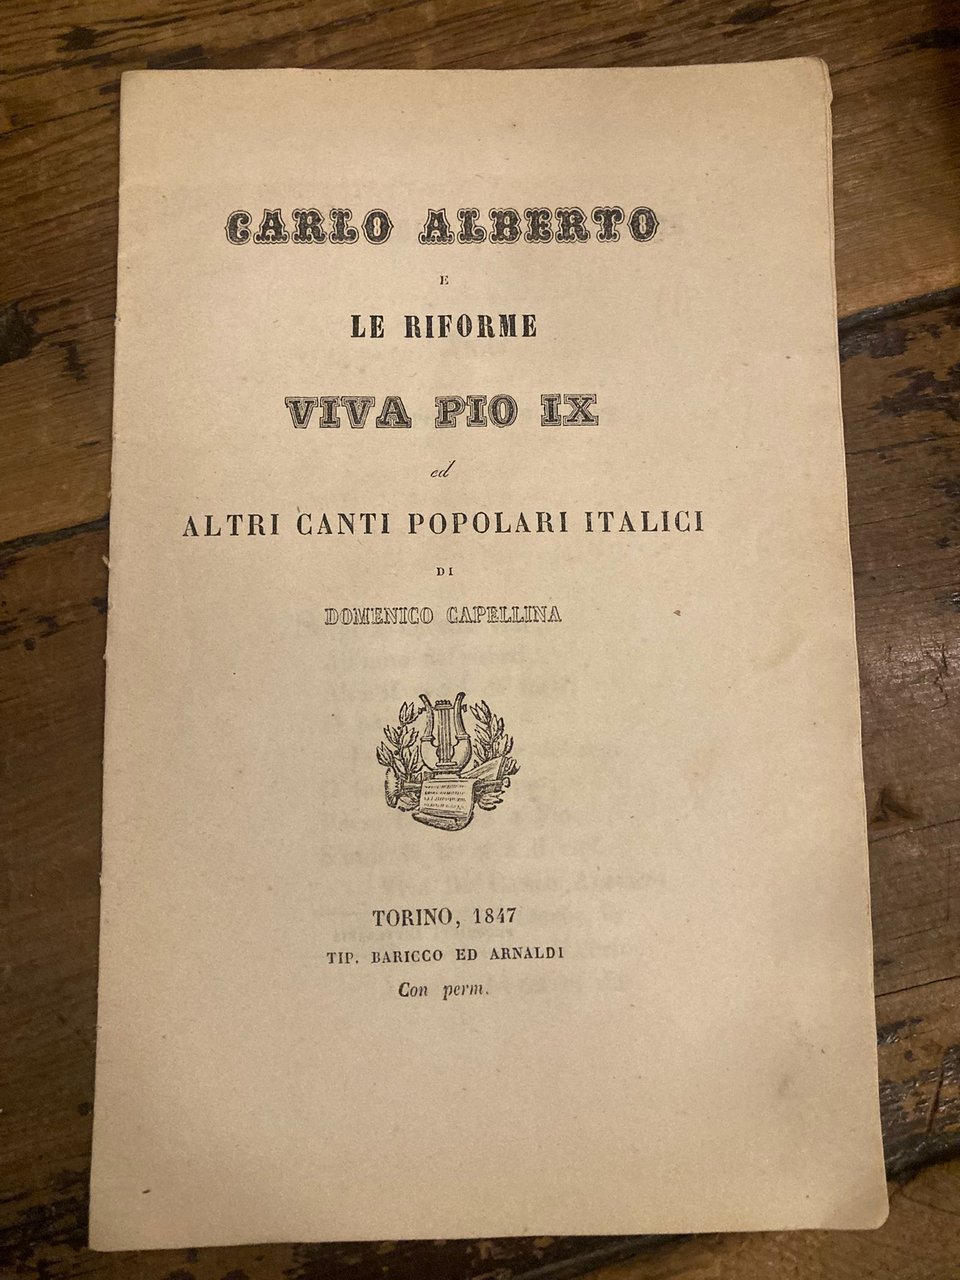 CARLO ALBERTO
E
LE RIFORME
VIVA PIO IX
ed
ALTRI CANTI POPOLARI ITALICI
DI
DOMENICO CAPELLINA
TORINO, 1847
TIP. BARICCO ED ARNALDI
Con perm.